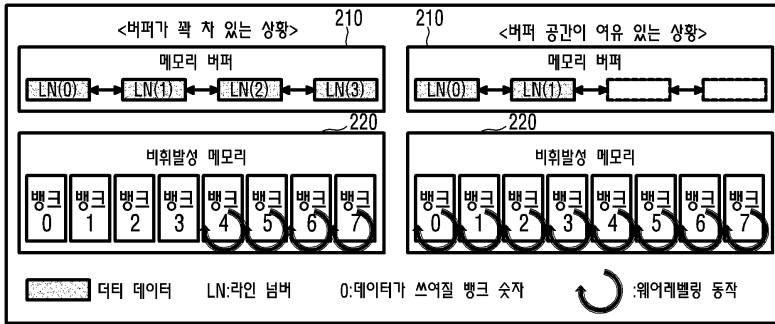 <버퍼가 꽉 차 있는 상황>
210
메모리 버퍼
LN(0) LN(1) LN(2) LN(3)
220
비휘발성 메모리
뱅크 0 뱅크 1 뱅크 2 뱅크 3 뱅크 4 뱅크 5 뱅크 6 뱅크 7
210
<버퍼 공간이 여유 있는 상황>
메모리 버퍼
LN(0) LN(1)
220
비휘발성 메모리
뱅크 0 뱅크 1 뱅크 2 뱅크 3 뱅크 4 뱅크 5 뱅크 6 뱅크 7
더티 데이터 LN:라인 넘버 0:데이터가 쓰여질 뱅크 숫자 :웨어레벨링 동작